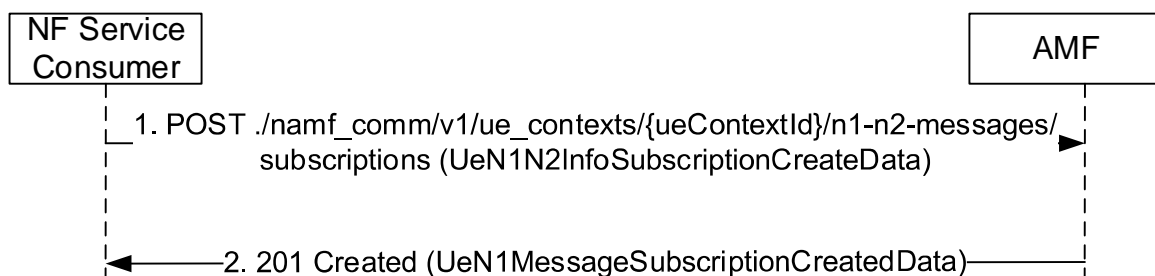 NF Service
Consumer
AMF
1. POST ./namf_comm/v1/ue_contexts/{ueContextId}/n1-n2-messages/
subscriptions (UeN1N2InfoSubscriptionCreateData)
2. 201 Created (UeN1MessageSubscriptionCreatedData)